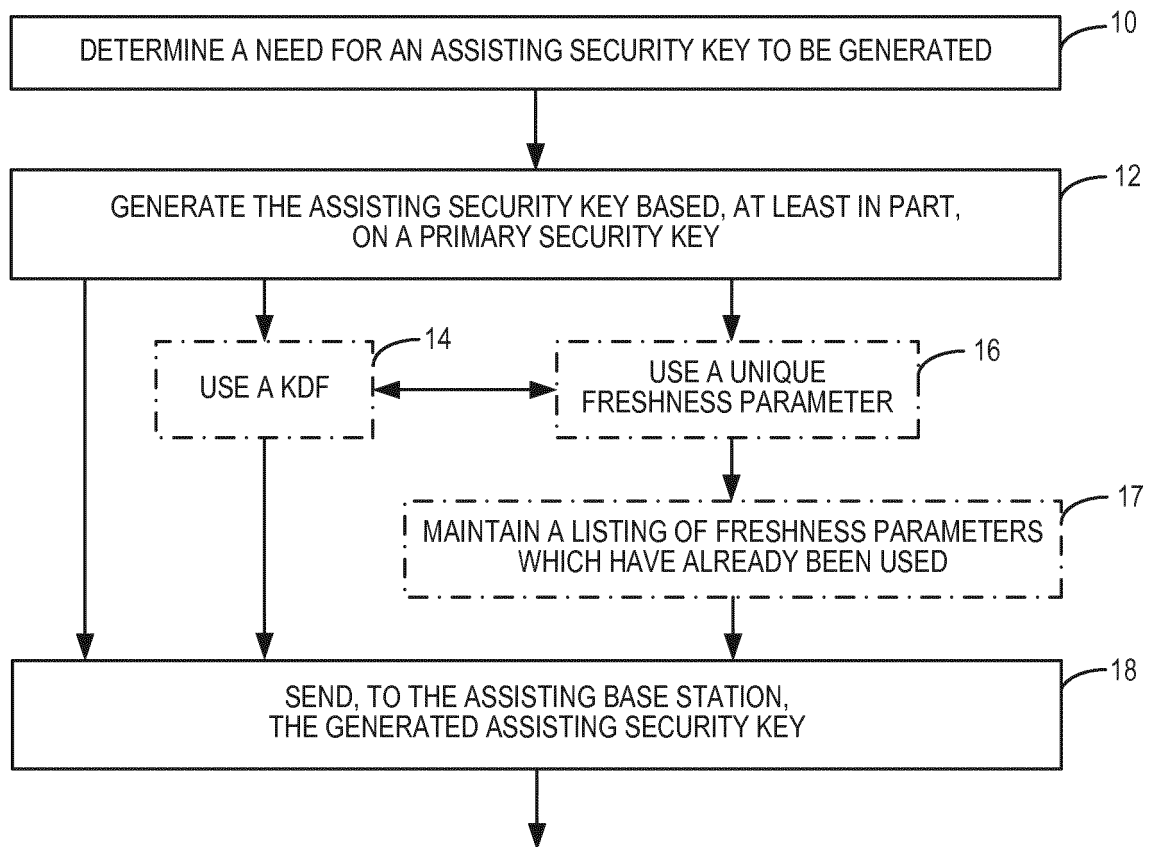 DETERMINE A NEED FOR AN ASSISTING SECURITY KEY TO BE GENERATED
10
GENERATE THE ASSISTING SECURITY KEY BASED, AT LEAST IN PART,
ON A PRIMARY SECURITY KEY
12
USE A KDF
14
USE A UNIQUE
FRESHNESS PARAMETER
16
MAINTAIN A LISTING OF FRESHNESS PARAMETERS
WHICH HAVE ALREADY BEEN USED
17
SEND, TO THE ASSISTING BASE STATION,
THE GENERATED ASSISTING SECURITY KEY
18